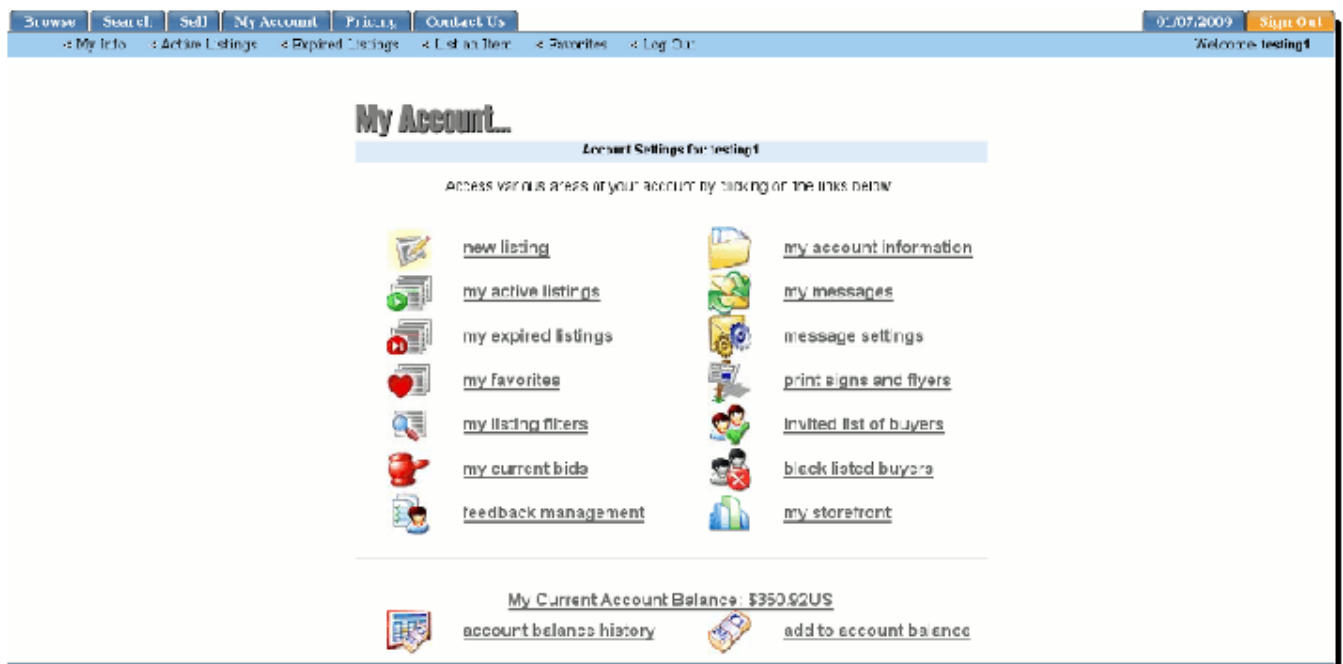 Browse Search Sell My Account Pricing Contact Us 01/07/2009 Sign Out
< My Info < Active Listings < Expired Listings < List an Item < Favorites < Log Out Welcome, testing1
My Account...
Account Settings for testing1
Access various areas of your account by clicking on the links below
new listing my account information
my active listings my messages
my expired listings message settings
my favorites print signs and flyers
my listing filters invited list of buyers
my current bids black listed buyers
feedback management my storefront
My Current Account Balance: $350.92US
account balance history add to account balance